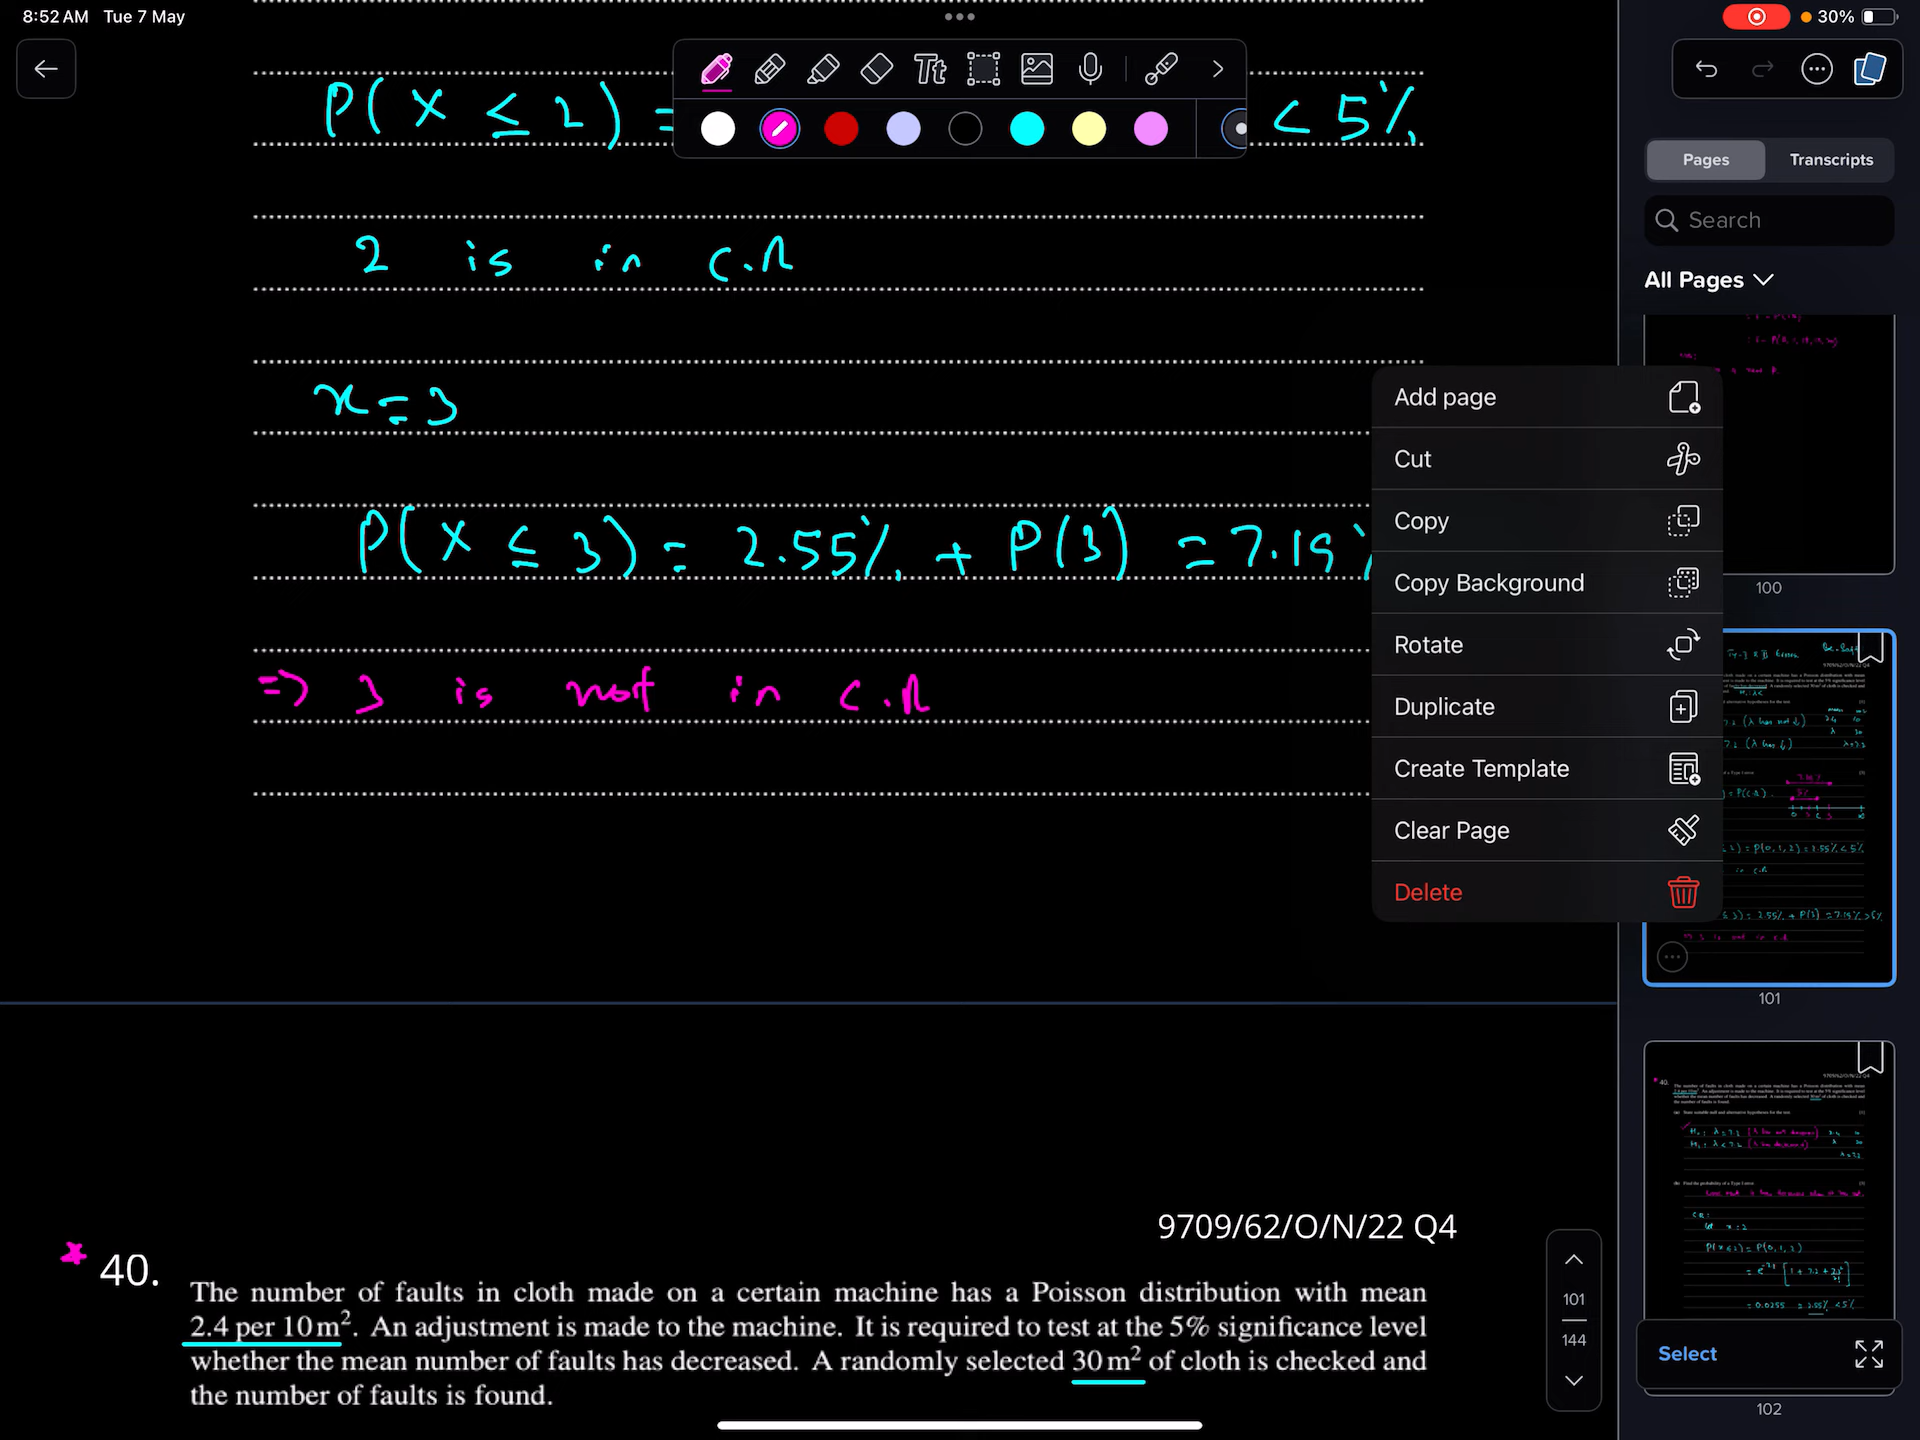 8:52 AM Tue 7 May
30%
P(X ≤ 2) = < 5%
2 is in C.R
x = 3
P(X ≤ 3) = 2.55% + P(3) = 7.19%
=> 3 is not in C.R
9709/62/O/N/22 Q4
40.
The number of faults in cloth made on a certain machine has a Poisson distribution with mean
2.4 per 10 m². An adjustment is made to the machine. It is required to test at the 5% significance level
whether the mean number of faults has decreased. A randomly selected 30 m² of cloth is checked and
the number of faults is found.
101
144
Add page
Cut
Copy
Copy Background
Rotate
Duplicate
Create Template
Clear Page
Delete
Pages Transcripts
Search
All Pages
100
101
Select
102